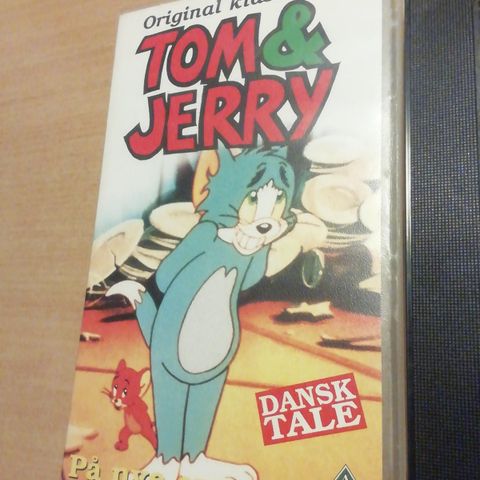 Original
TOM &
JERRY
DANSK
TALE
På